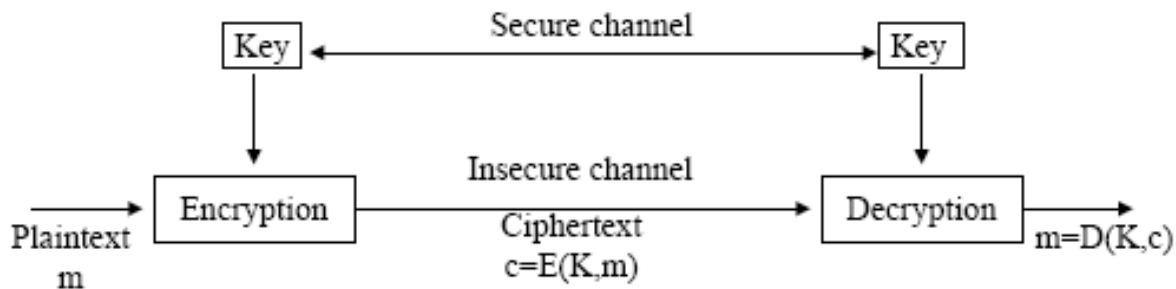 Secure channel
Key
Key
Insecure channel
Encryption
Decryption
Plaintext
m
Ciphertext
c=E(K,m)
m=D(K,c)